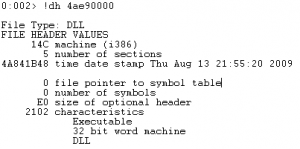 0:002> !dh 4ae90000
File Type: DLL
FILE HEADER VALUES
14C machine (i386)
5 number of sections
4A841B48 time date stamp Thu Aug 13 21:55:20 2009
0 file pointer to symbol table
0 number of symbols
E0 size of optional header
2102 characteristics
Executable
32 bit word machine
DLL